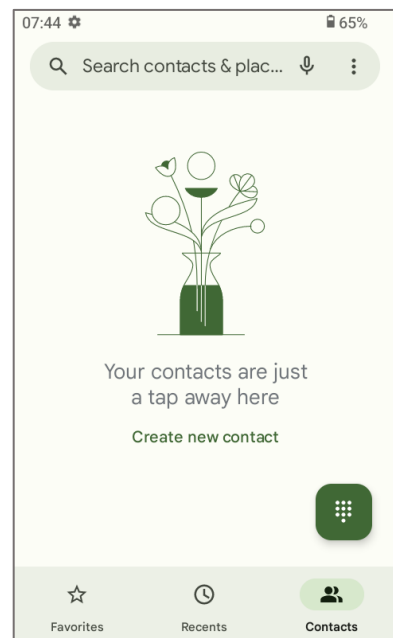 07:44 65%
Search contacts & plac...
Your contacts are just
a tap away here
Create new contact
Favorites Recents Contacts